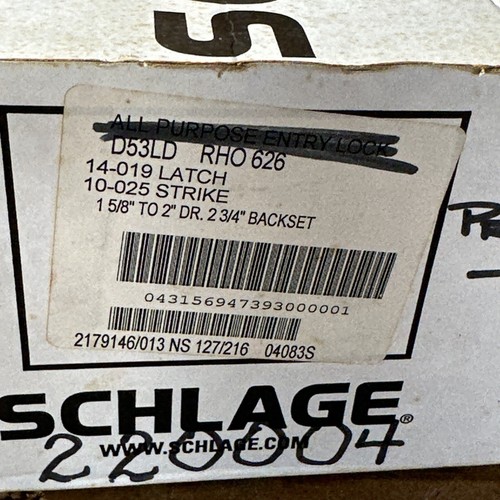 ALL PURPOSE ENTRY LOCK
D53LD RHO 626
14-019 LATCH
10-025 STRIKE
1 5/8" TO 2" DR. 2 3/4" BACKSET
043156947393000001
2179146/013 NS 127/216 04083S
SCHLAGE®
WWW.SCHLAGE.COM
220004